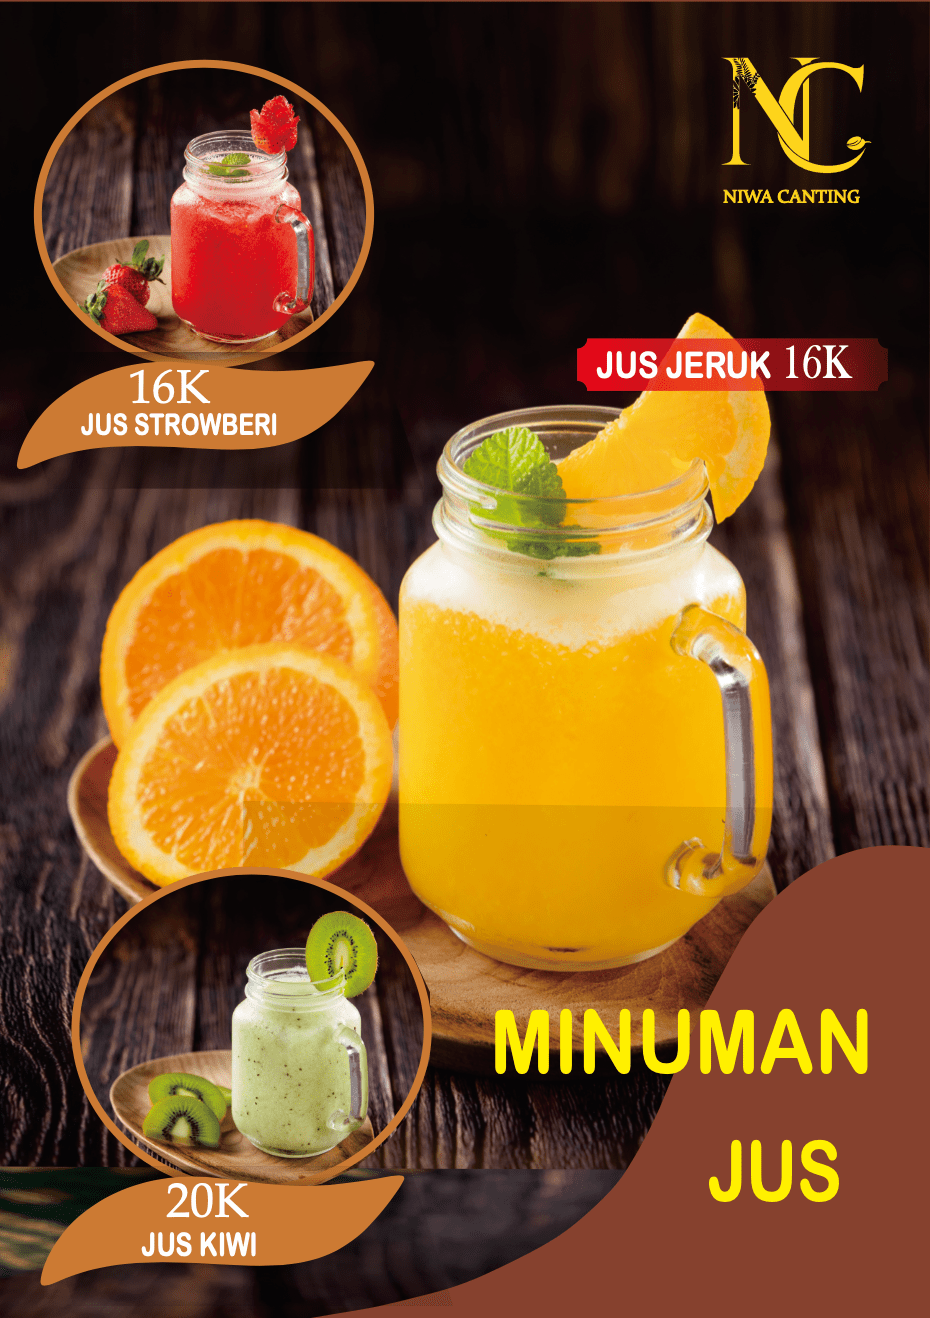 NC
NIWA CANTING
JUS JERUK 16K
16K
JUS STROWBERI
MINUMAN
JUS
20K
JUS KIWI